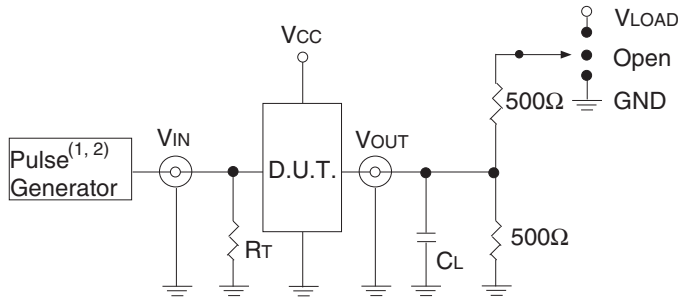 VLOAD
VCC
Open
500Ω
GND
VIN
VOUT
Pulse(1, 2)
Generator
D.U.T.
RT
CL
500Ω